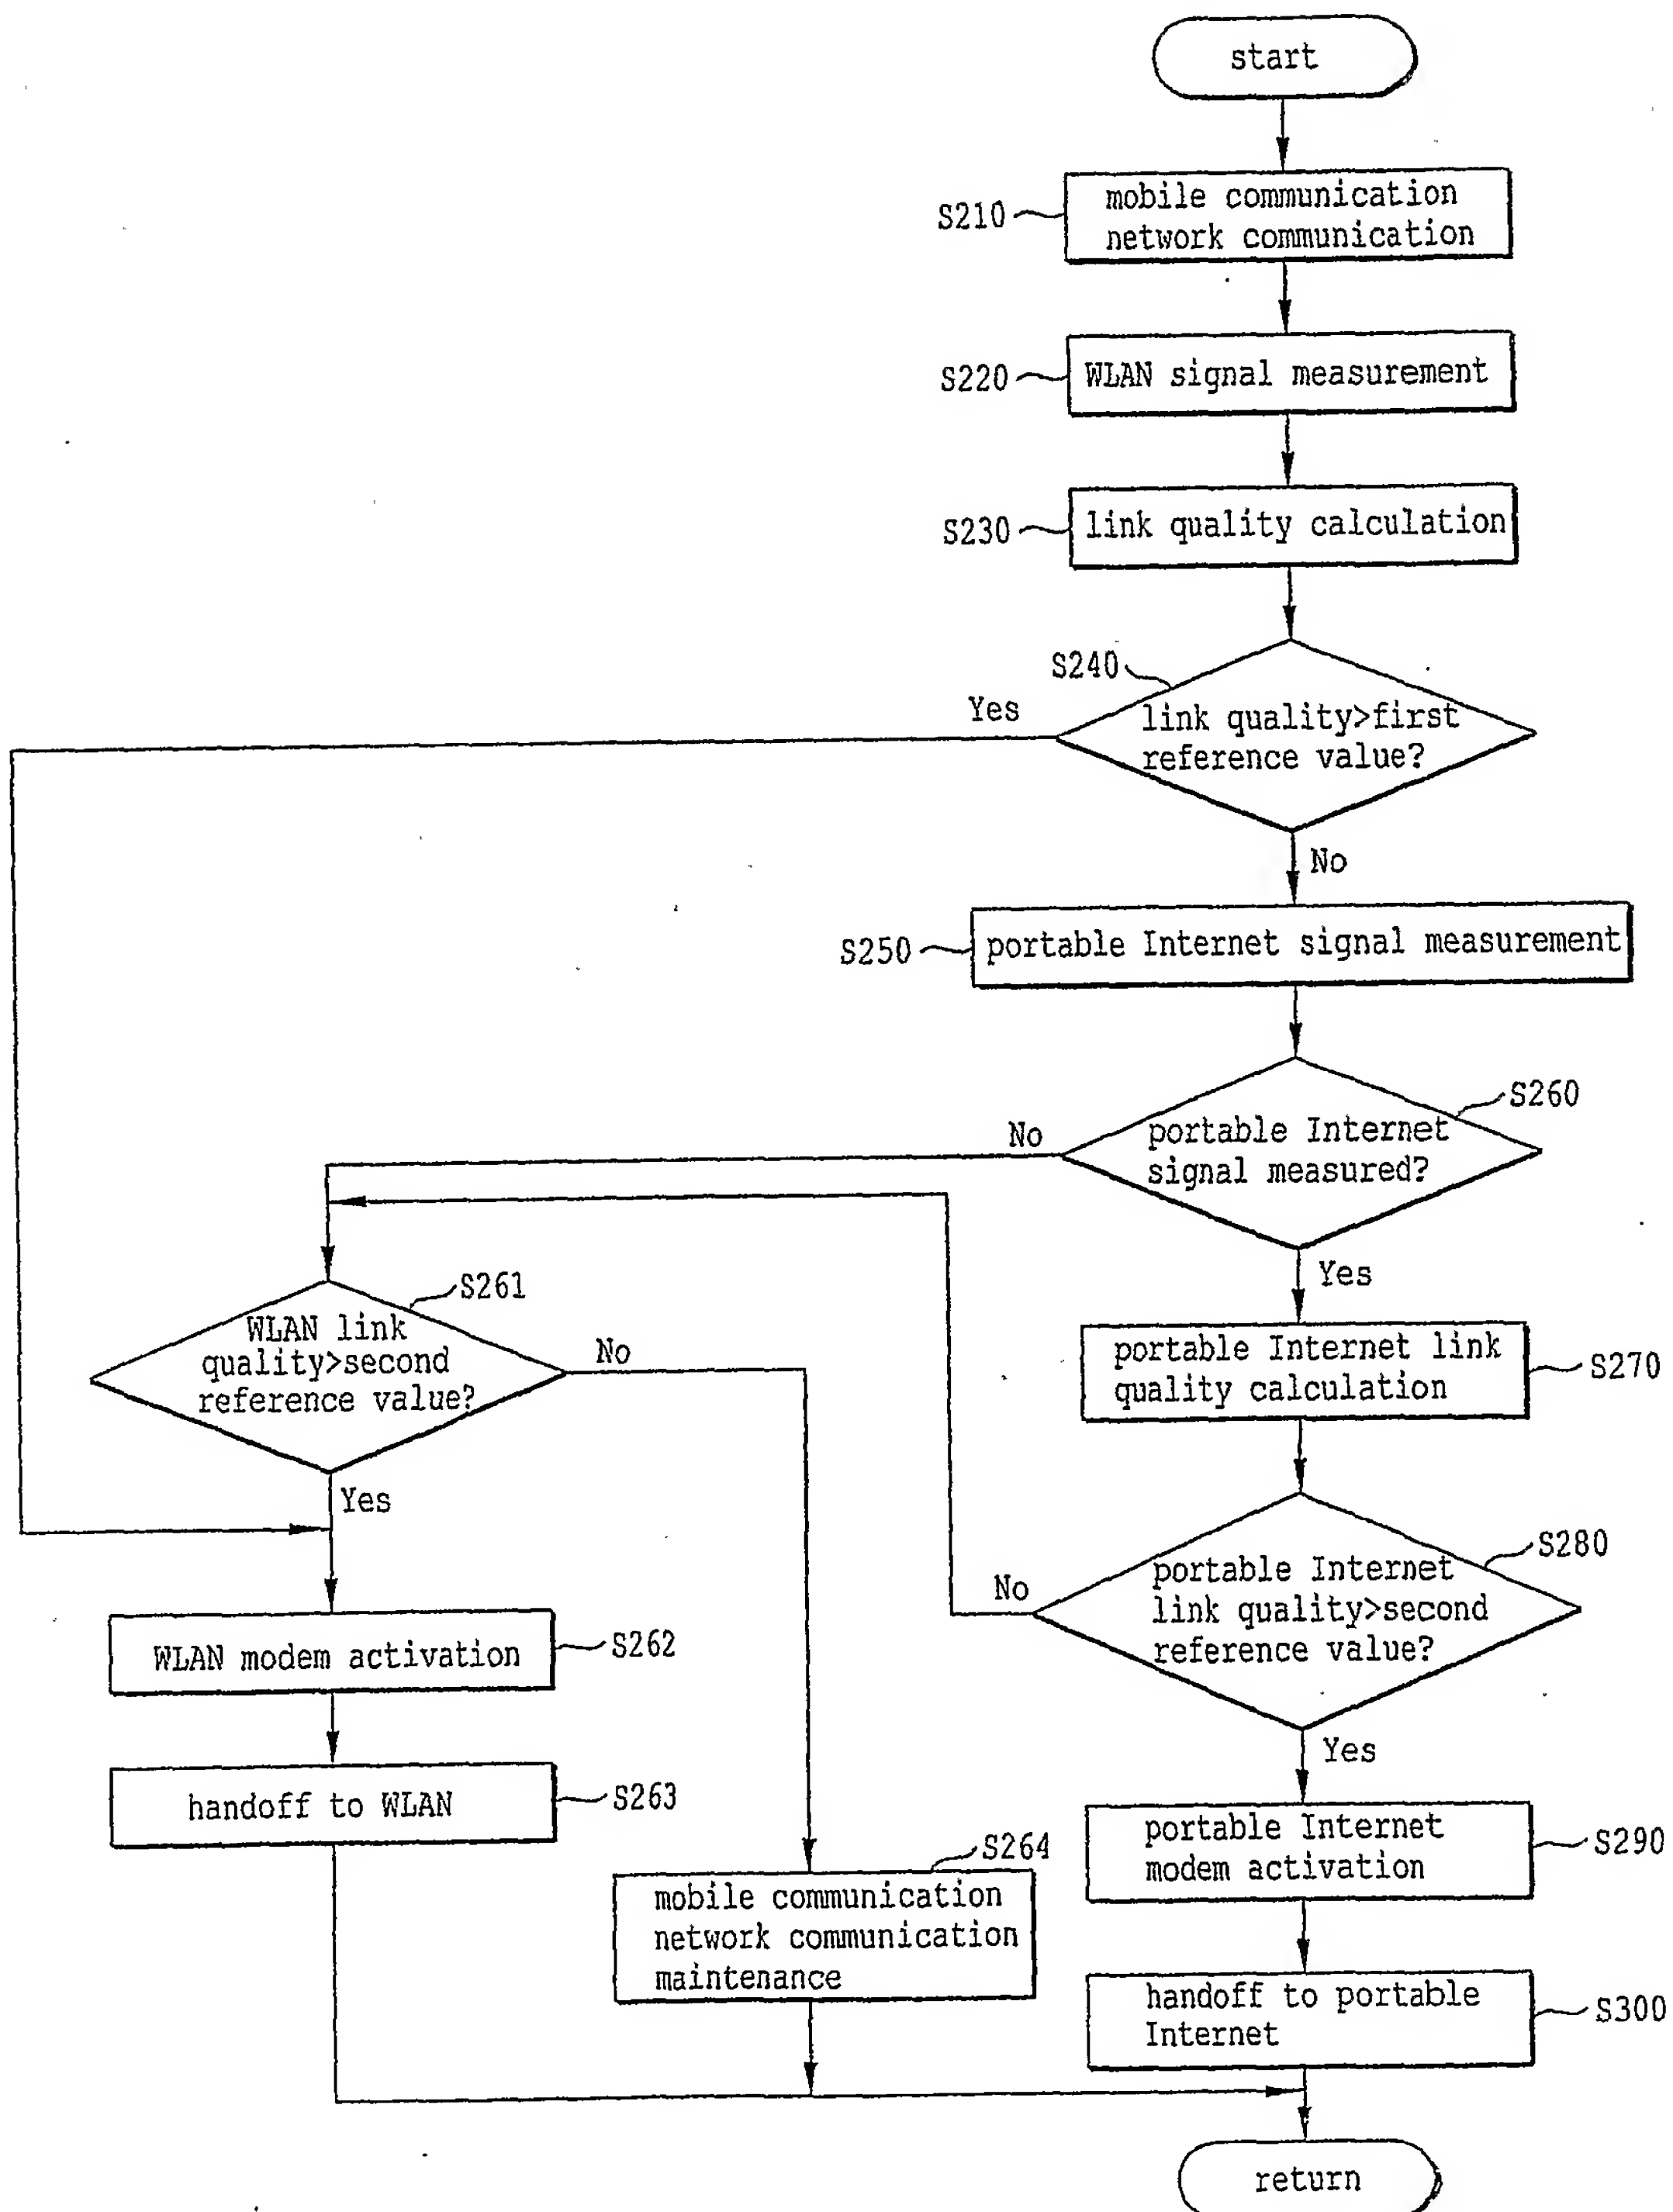 start
S210
mobile communication
network communication
S220
WLAN signal measurement
S230
link quality calculation
S240
Yes
link quality>first
reference value?
No
S250
portable Internet signal measurement
S260
No
portable Internet
signal measured?
Yes
S261
WLAN link
quality>second
reference value?
No
portable Internet link
quality calculation
S270
Yes
S280
No
portable Internet
link quality>second
reference value?
WLAN modem activation
S262
Yes
handoff to WLAN
S263
portable Internet
modem activation
S290
S264
mobile communication
network communication
maintenance
handoff to portable
Internet
S300
return